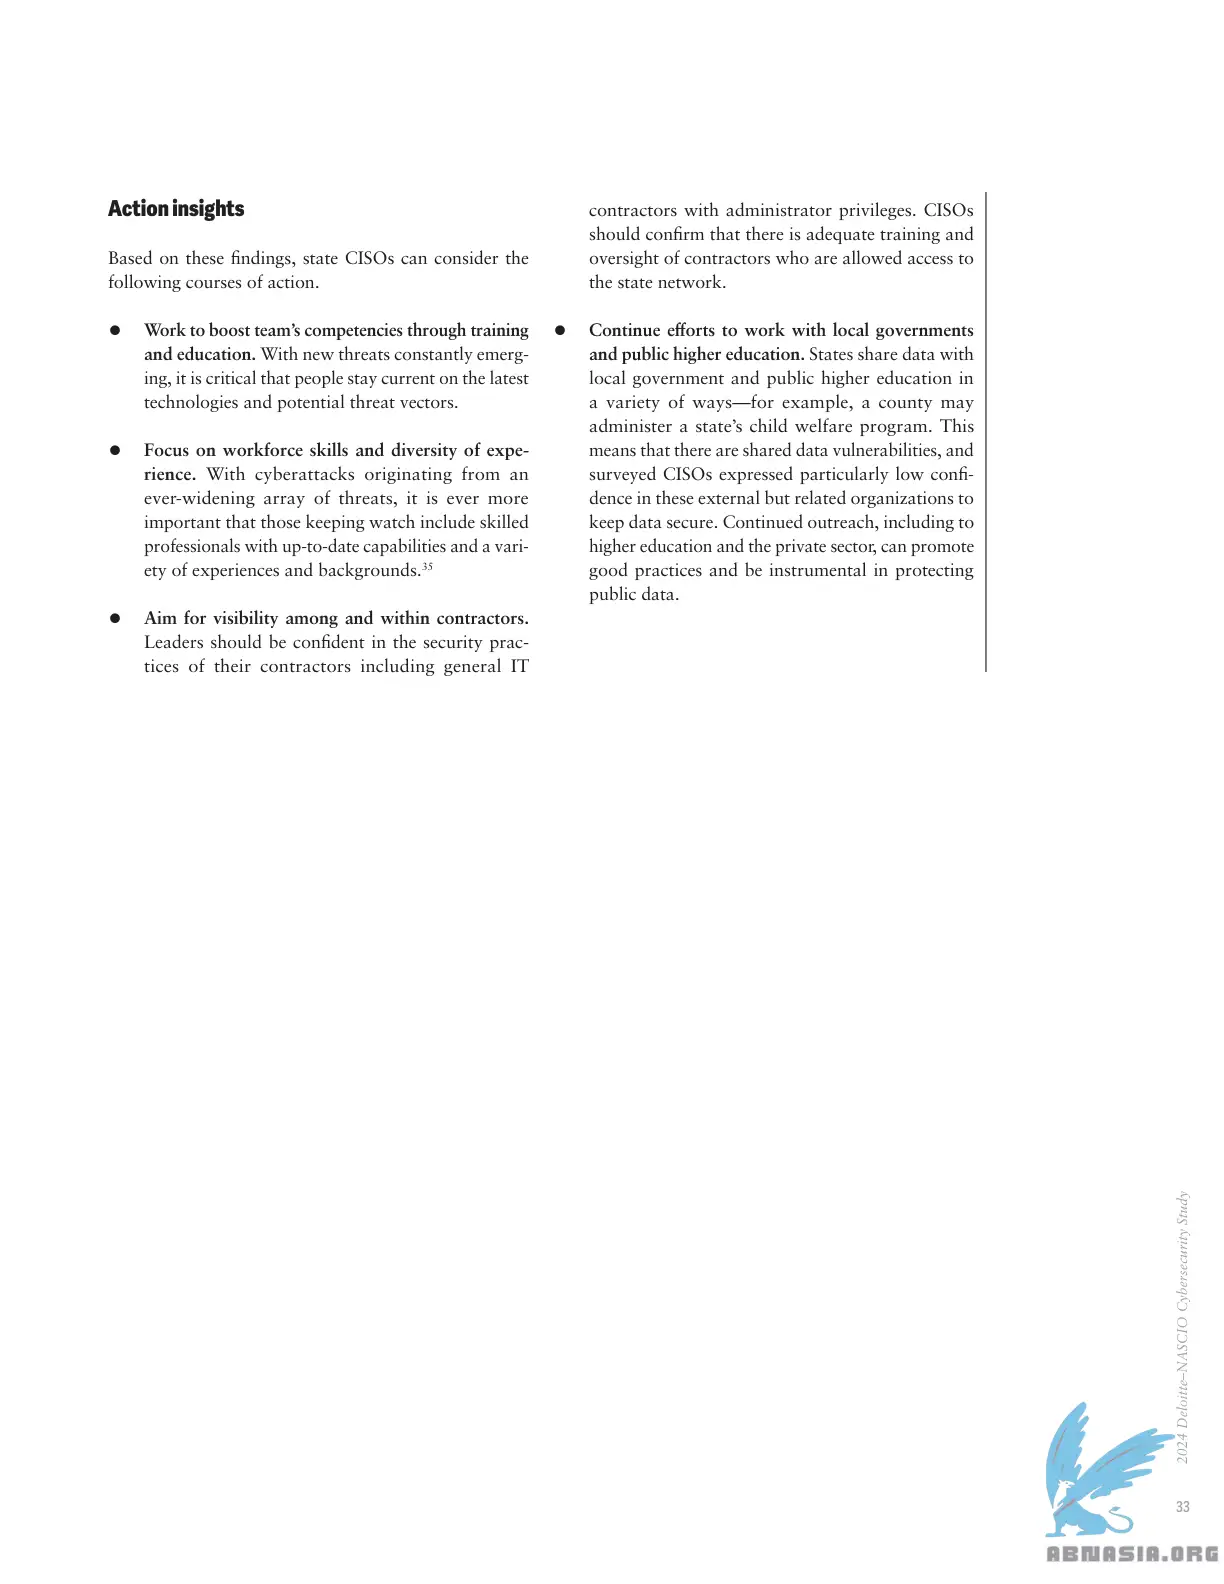 Action insights
Based on these findings, state CISOs can consider the
following courses of action.
● Work to boost team’s competencies through training
and education. With new threats constantly emerg-
ing, it is critical that people stay current on the latest
technologies and potential threat vectors.
● Focus on workforce skills and diversity of expe-
rience. With cyberattacks originating from an
ever-widening array of threats, it is ever more
important that those keeping watch include skilled
professionals with up-to-date capabilities and a vari-
ety of experiences and backgrounds.35
● Aim for visibility among and within contractors.
Leaders should be confident in the security prac-
tices of their contractors including general IT
contractors with administrator privileges. CISOs
should confirm that there is adequate training and
oversight of contractors who are allowed access to
the state network.
● Continue efforts to work with local governments
and public higher education. States share data with
local government and public higher education in
a variety of ways—for example, a county may
administer a state’s child welfare program. This
means that there are shared data vulnerabilities, and
surveyed CISOs expressed particularly low confi-
dence in these external but related organizations to
keep data secure. Continued outreach, including to
higher education and the private sector, can promote
good practices and be instrumental in protecting
public data.
2024 Deloitte–NASCIO Cybersecurity Study
33
ABNASIA.ORG